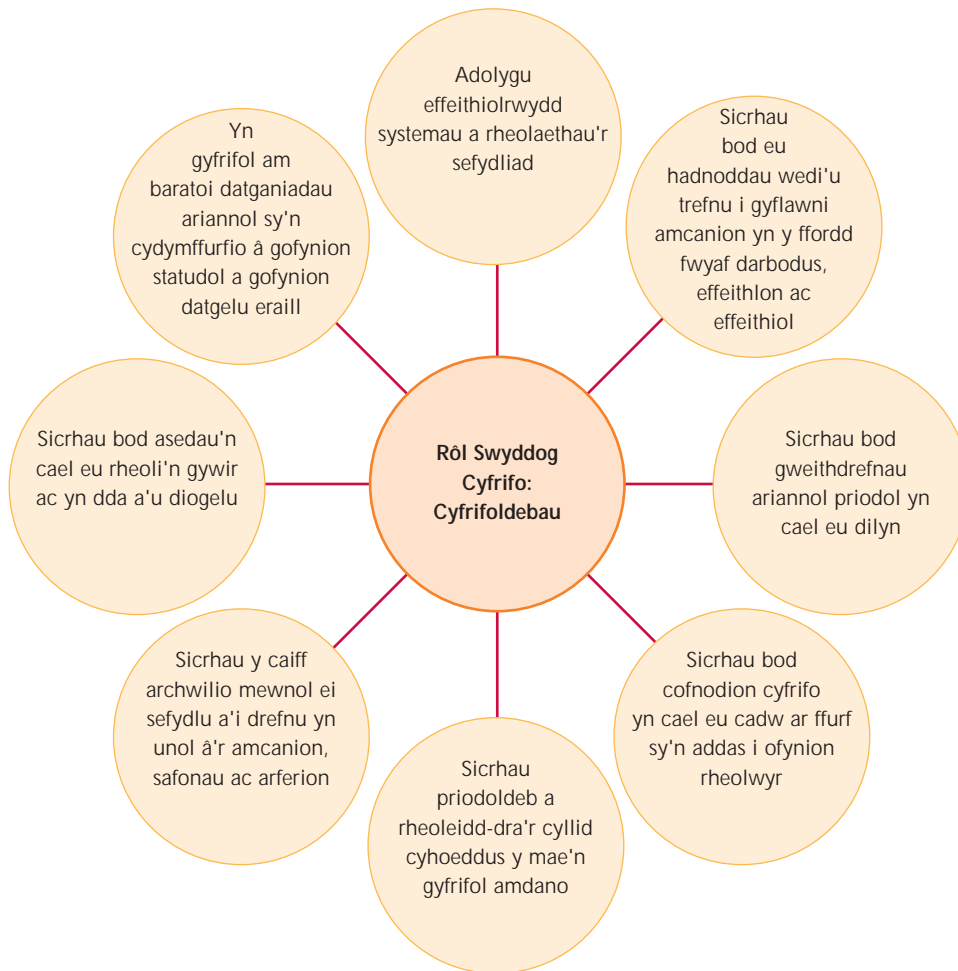 Adolygu
effeithiolrwydd
systemau a rheolaethau'r
sefydliad
Sicrhau
bod eu
hadnoddau wedi'u
trefnu i gyflawni
amcanion yn y ffordd
fwyaf darbodus,
effeithlon ac
effeithiol
Sicrhau bod
gweithdrefnau
ariannol priodol yn
cael eu dilyn
Sicrhau bod
cofnodion cyfrifo
yn cael eu cadw ar ffurf
sy'n addas i ofynion
rheolwyr
Sicrhau
priodoldeb a
rheoleidd-dra'r cyllid
cyhoeddus y mae'n
gyfrifol amdano
Sicrhau y caiff
archwilio mewnol ei
sefydlu a'i drefnu yn
unol â'r amcanion,
safonau ac arferion
Sicrhau bod asedau'n
cael eu rheoli'n gywir
ac yn dda a'u diogelu
Yn
gyfrifol am
baratoi datganiadau
ariannol sy'n
cydymffurfio â gofynion
statudol a gofynion
datgelu eraill
Rôl Swyddog
Cyfrifo:
Cyfrifoldebau